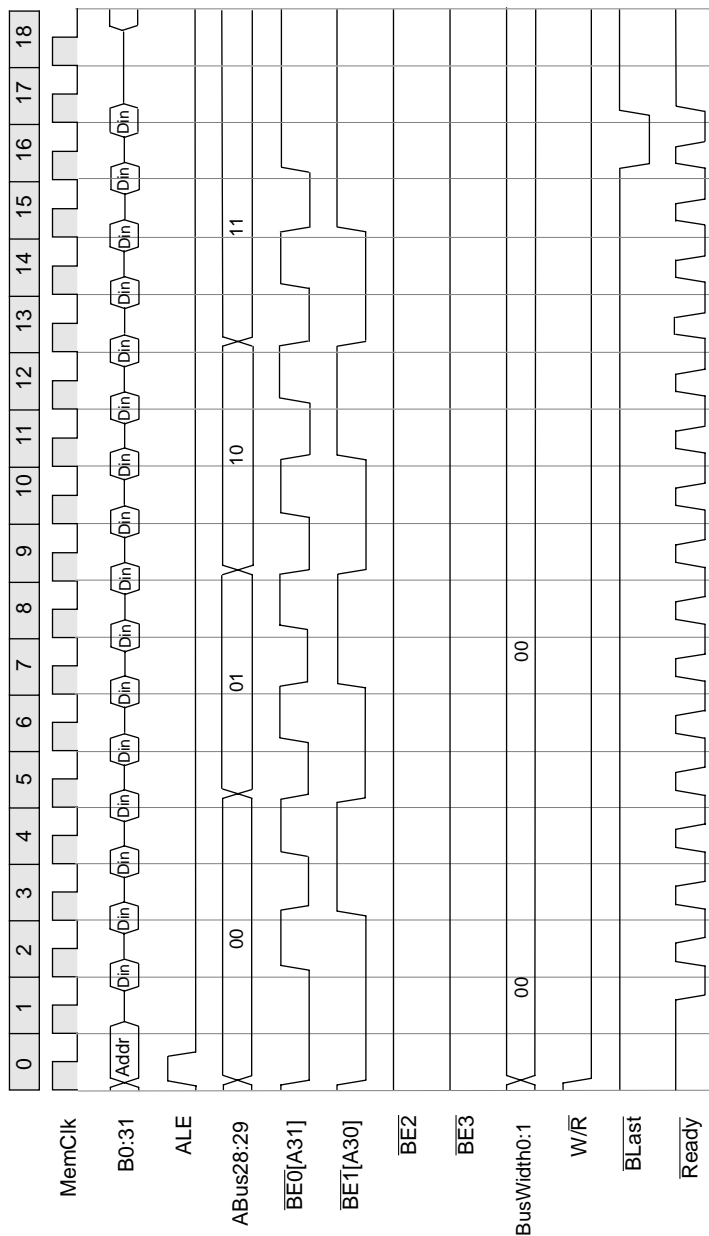 0 1 2 3 4 5 6 7 8 9 10 11 12 13 14 15 16 17 18
MemClk
B0:31 Addr Din Din Din Din Din Din Din Din Din Din Din Din Din Din Din Din
ALE
ABus28:29 00 01 10 11
BE0[A31]
BE1[A30]
BE2
BE3
BusWidth0:1 00 00
W/R
BLast
Ready